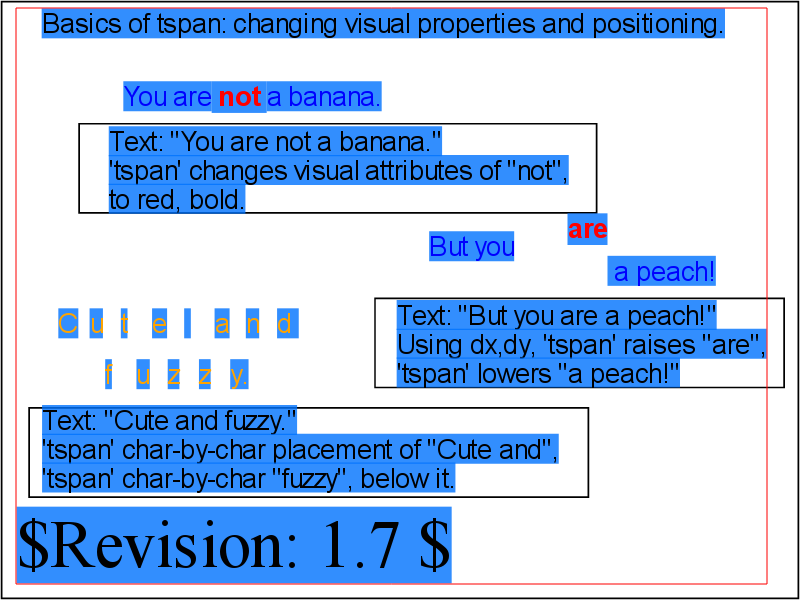 Basics of tspan: changing visual properties and positioning.
You are not a banana.
Text: "You are not a banana."
'tspan' changes visual attributes of "not",
to red, bold.
But you are a peach!
Text: "But you are a peach!"
Using dx,dy, 'tspan' raises "are",
'tspan' lowers "a peach!"
Cute and
fuzzy.
Text: "Cute and fuzzy."
'tspan' char-by-char placement of "Cute and",
'tspan' char-by-char "fuzzy", below it.
$Revision: 1.7 $